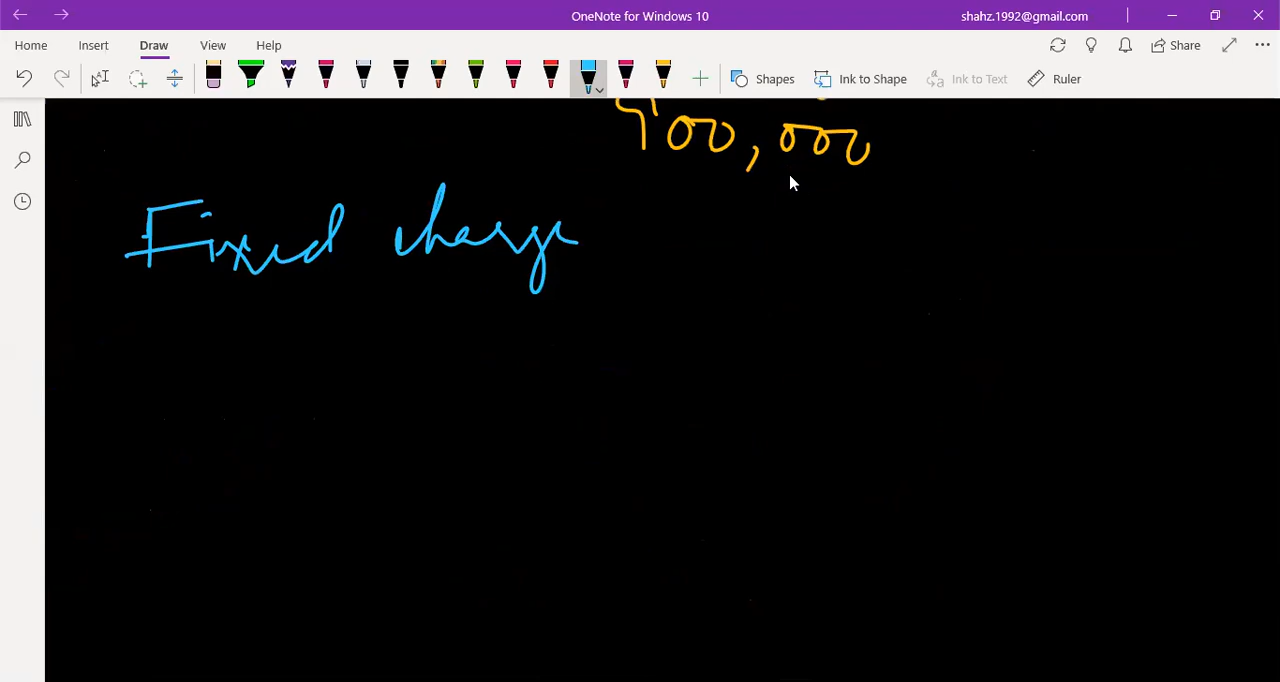 OneNote for Windows 10
shahz.1992@gmail.com
Home Insert Draw View Help
Share
Shapes Ink to Shape Ink to Text Ruler
00,000
Fixed charge